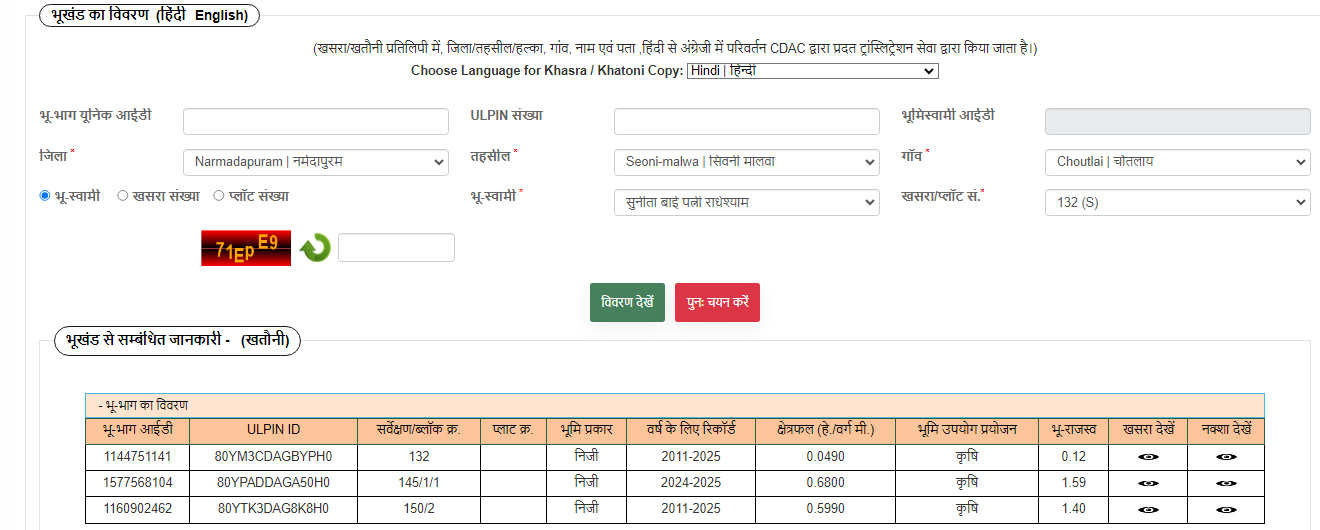 भूखंड का विवरण (हिंदी English)
(खसरा/खतौनी प्रतिलिपी में, जिला/तहसील/हल्का, गांव, नाम एवं पता ,हिंदी से अंग्रेजी में परिवर्तन CDAC द्वारा प्रदत ट्रांस्लिट्रेशन सेवा द्वारा किया जाता है।)
Choose Language for Khasra / Khatoni Copy: Hindi | हिन्दी
भू-भाग यूनिक आईडी ULPIN संख्या भूमिस्वामी आईडी
जिला * Narmadapuram | नर्मदापुरम तहसील * Seoni-malwa | सिवनी मालवा गाँव * Choutlai | चौतलाय
भू-स्वामी खसरा संख्या प्लॉट संख्या भू-स्वामी * सुनीता बाई पत्नी राधेश्याम खसरा/प्लॉट सं.* 132 (S)
71Ep E9
विवरण देखें पुनः चयन करें
भूखंड से सम्बंधित जानकारी - (खतौनी)
- भू-भाग का विवरण
भू-भाग आईडी ULPIN ID सर्वेक्षण/ब्लॉक क्र. प्लाट क्र. भूमि प्रकार वर्ष के लिए रिकॉर्ड क्षेत्रफल (हे./वर्ग मी.) भूमि उपयोग प्रयोजन भू-राजस्व खसरा देखें नक्शा देखें
1144751141 80YM3CDAGBYPH0 132 निजी 2011-2025 0.0490 कृषि 0.12
1577568104 80YPADDAGA50H0 145/1/1 निजी 2024-2025 0.6800 कृषि 1.59
1160902462 80YTK3DAG8K8H0 150/2 निजी 2011-2025 0.5990 कृषि 1.40